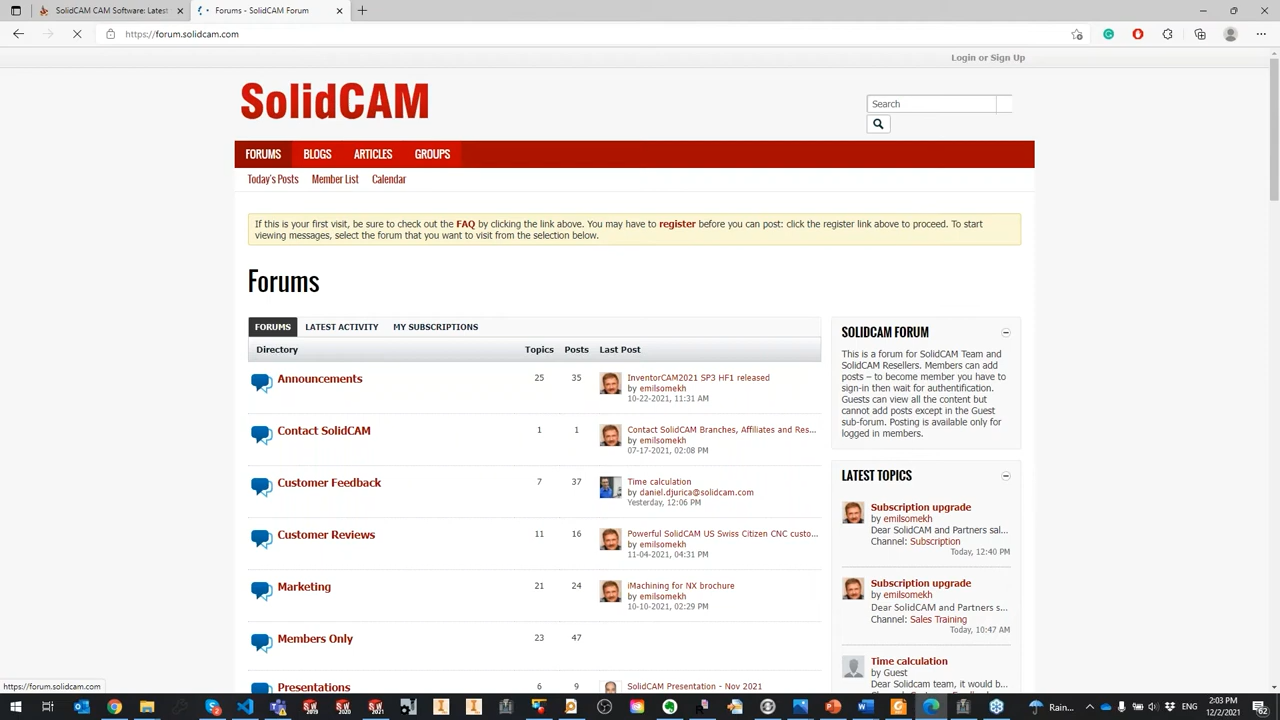 SolidCAM CAM Software: Latest
Forums - SolidCAM Forum
https://forum.solidcam.com
Login or Sign Up
SolidCAM
Search
FORUMS
BLOGS
ARTICLES
GROUPS
Today's Posts
Member List
Calendar
If this is your first visit, be sure to check out the FAQ by clicking the link above. You may have to register before you can post: click the register link above to proceed. To start
viewing messages, select the forum that you want to visit from the selection below.
Forums
FORUMS
LATEST ACTIVITY
MY SUBSCRIPTIONS
Directory
Topics
Posts
Last Post
Announcements
25
35
InventorCAM2021 SP3 HF1 released
by emilsomekh
10-22-2021, 11:31 AM
Contact SolidCAM
1
1
Contact SolidCAM Branches, Affiliates and Res...
by emilsomekh
07-17-2021, 02:08 PM
Customer Feedback
7
37
Time calculation
by daniel.djurica@solidcam.com
Yesterday, 12:06 PM
Customer Reviews
11
16
Powerful SolidCAM US Swiss Citizen CNC custo...
by emilsomekh
11-04-2021, 04:31 PM
Marketing
21
24
iMachining for NX brochure
by emilsomekh
10-10-2021, 02:29 PM
Members Only
23
47
Presentations
6
9
SolidCAM Presentation - Nov 2021
SOLIDCAM FORUM
This is a forum for SolidCAM Team and
SolidCAM Resellers. Members can add
posts – to become member you have to
sign-in then wait for authentification.
Guests can view all the content but
cannot add posts except in the Guest
sub-forum. Posting is available only for
logged in members.
LATEST TOPICS
Subscription upgrade
by emilsomekh
Dear SolidCAM and Partners sal...
Channel: Subscription
Today, 12:40 PM
Subscription upgrade
by emilsomekh
Dear SolidCAM and Partners s...
Channel: Sales Training
Today, 10:47 AM
Time calculation
by Guest
Dear Solidcam team, it would b...
https://forum.solidcam.com
2019
2020
2021
Rain...
ENG
2:03 PM
12/2/2021
62